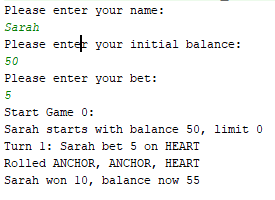 Please enter your name:
Sarah
Please enter your initial balance:
50
Please enter your bet:
5
Start Game 0:
Sarah starts with balance 50, limit 0
Turn 1: Sarah bet 5 on HEART
Rolled ANCHOR, ANCHOR, HEART
Sarah won 10, balance now 55